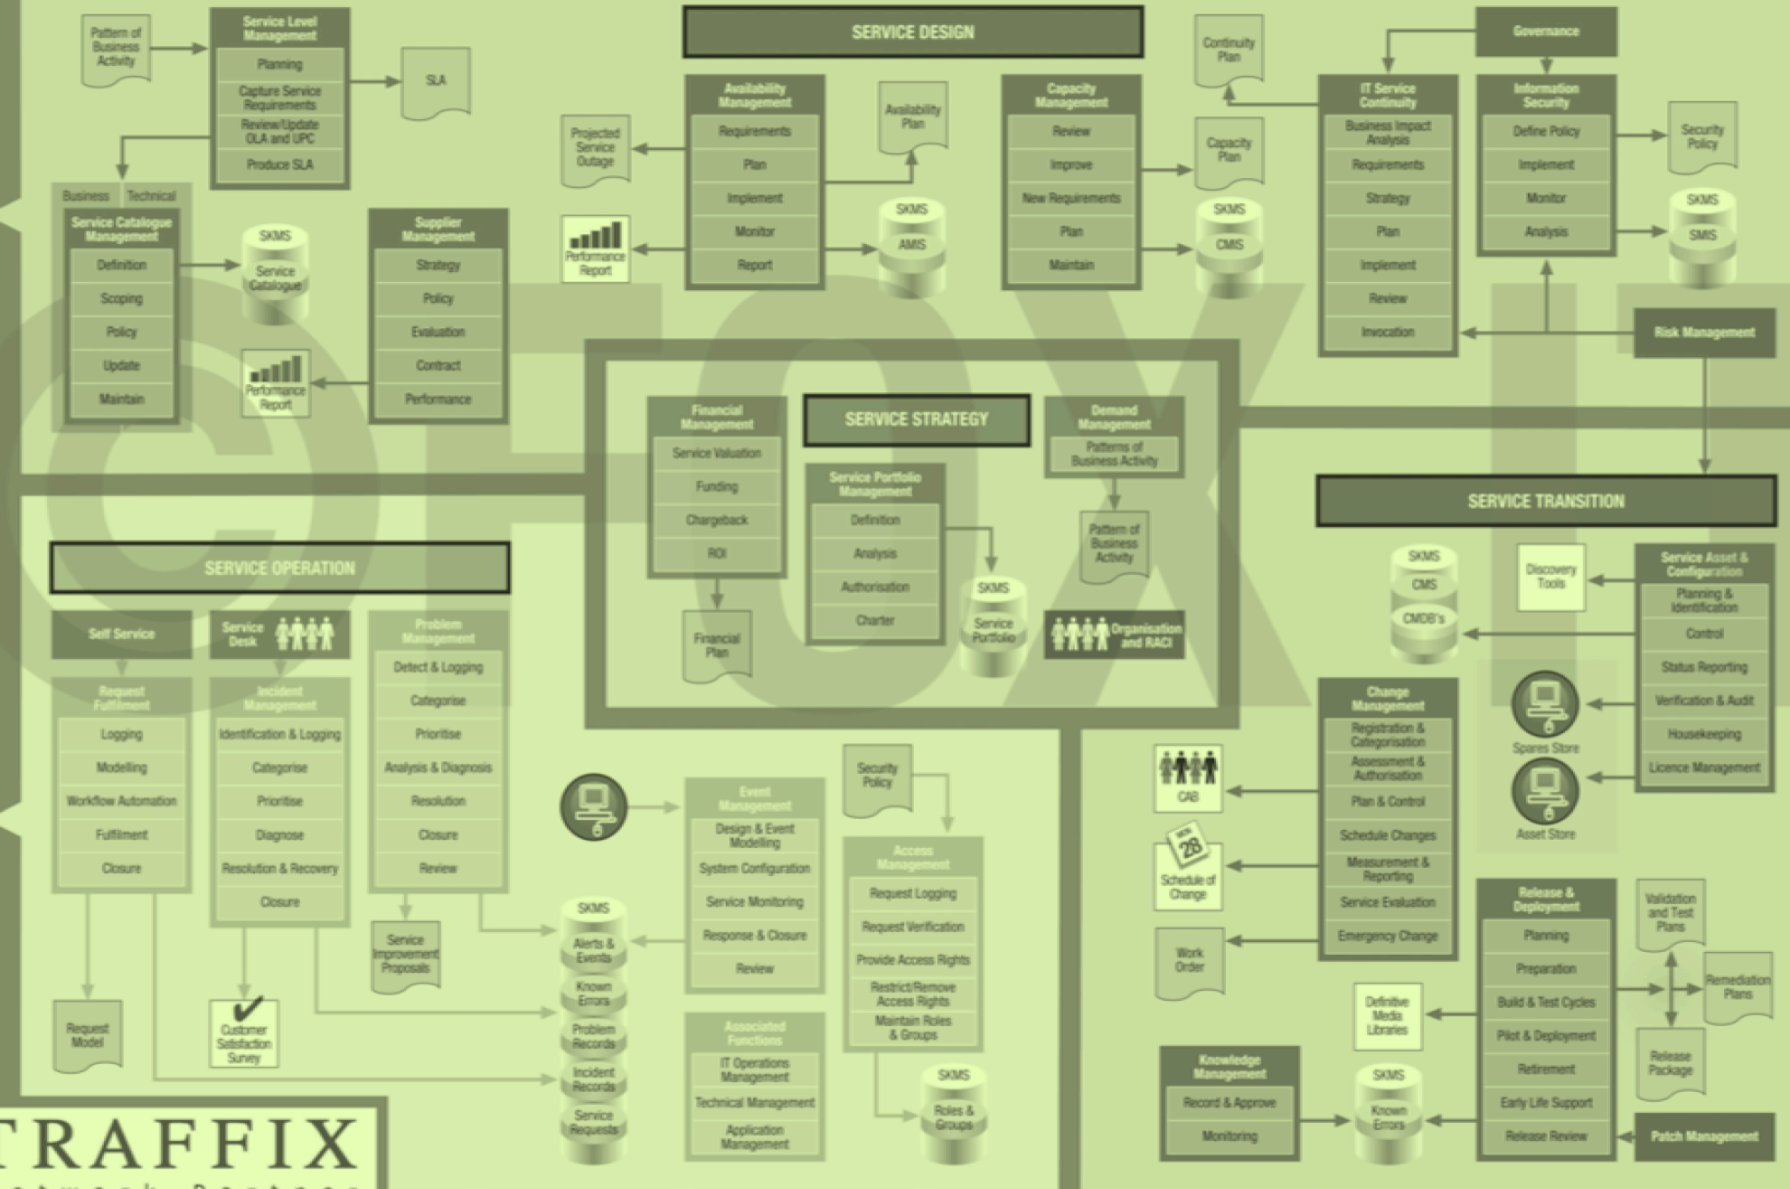 Pattern of
Business
Activity
Service Level
Management
Planning
Capture Service
Requirements
Review/Update
OLA and UPC
Produce SLA
SLA
Business
Technical
Service Catalogue
Management
Definition
Scoping
Policy
Update
Maintain
SKMS
Service
Catalogue
Performance
Report
Supplier
Management
Strategy
Policy
Evaluation
Contract
Performance
SERVICE DESIGN
Projected
Service
Outage
Performance
Report
Availability
Management
Requirements
Plan
Implement
Monitor
Report
Availability
Plan
SKMS
AMIS
Capacity
Management
Review
Improve
New Requirements
Plan
Maintain
Continuity
Plan
Capacity
Plan
SKMS
CMIS
Governance
IT Service
Continuity
Business Impact
Analysis
Requirements
Strategy
Plan
Implement
Review
Invocation
Information
Security
Define Policy
Implement
Monitor
Analysis
Security
Policy
SKMS
SMIS
Risk Management
SERVICE STRATEGY
Financial
Management
Service Valuation
Funding
Chargeback
ROI
Financial
Plan
Service Portfolio
Management
Definition
Analysis
Authorisation
Charter
SKMS
Service
Portfolio
Demand
Management
Patterns of
Business Activity
Pattern of
Business
Activity
Organisation
and RACI
SERVICE OPERATION
Self Service
Request
Fulfilment
Logging
Modelling
Workflow Automation
Fulfilment
Closure
Request
Model
Service
Desk
Incident
Management
Identification & Logging
Categorise
Prioritise
Diagnose
Resolution & Recovery
Closure
Customer
Satisfaction
Survey
Problem
Management
Detect & Logging
Categorise
Prioritise
Analysis & Diagnosis
Resolution
Closure
Review
Service
Improvement
Proposals
SKMS
Alerts &
Events
Known
Errors
Problem
Records
Incident
Records
Service
Requests
Event
Management
Design & Event
Modelling
System Configuration
Service Monitoring
Response & Closure
Review
Associated
Functions
IT Operations
Management
Technical Management
Application
Management
Security
Policy
Access
Management
Request Logging
Request Verification
Provide Access Rights
Restrict/Remove
Access Rights
Maintain Roles
& Groups
SKMS
Roles &
Groups
SERVICE TRANSITION
SKMS
CMS
CMDB's
Discovery
Tools
Service Asset &
Configuration
Planning &
Identification
Control
Status Reporting
Verification & Audit
Housekeeping
Licence Management
Spares Store
Asset Store
Change
Management
Registration &
Categorisation
Assessment &
Authorisation
Plan & Control
Schedule Changes
Measurement &
Reporting
Service Evaluation
Emergency Change
CAB
MON
28
Schedule of
Change
Work
Order
Release &
Deployment
Planning
Preparation
Build & Test Cycles
Pilot & Deployment
Retirement
Early Life Support
Release Review
Validation
and Test
Plans
Remediation
Plans
Release
Package
Definitive
Media
Libraries
Knowledge
Management
Record & Approve
Monitoring
SKMS
Known
Errors
Patch Management
TRAFFIX